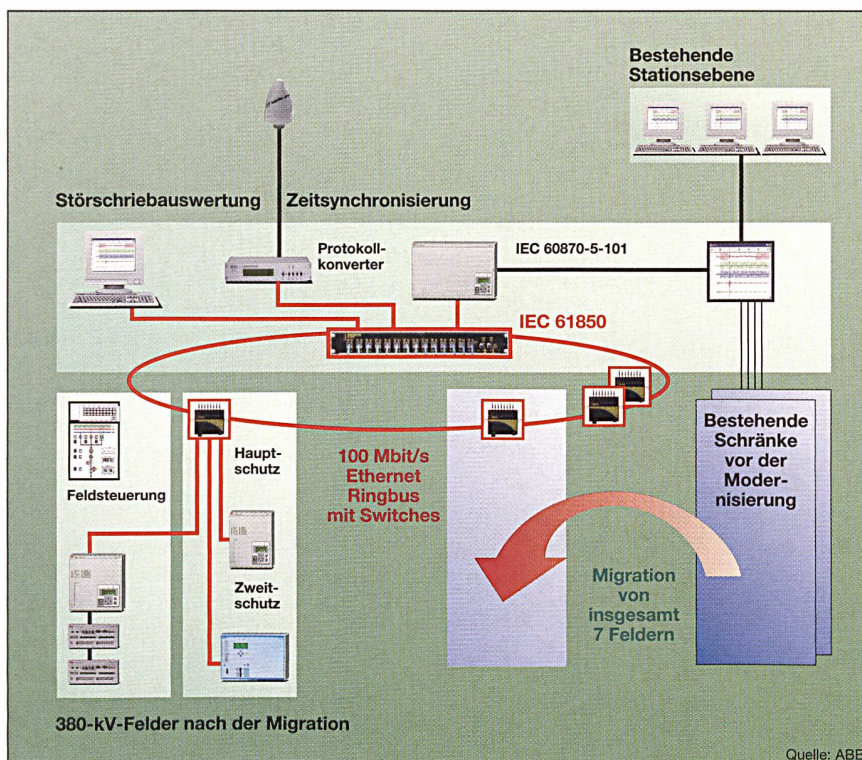 Bestehende
Stationsebene
Störschriebauswertung
Zeitsynchronisierung
Protokoll-
konverter
IEC 60870-5-101
IEC 61850
Haupt-
schutz
Feldsteuerung
Zweit-
schutz
100 Mbit/s
Ethernet
Ringbus
mit Switches
Bestehende
Schränke
vor der
Moder-
nisierung
Migration
von
insgesamt
7 Feldern
380-kV-Felder nach der Migration
Quelle: ABB